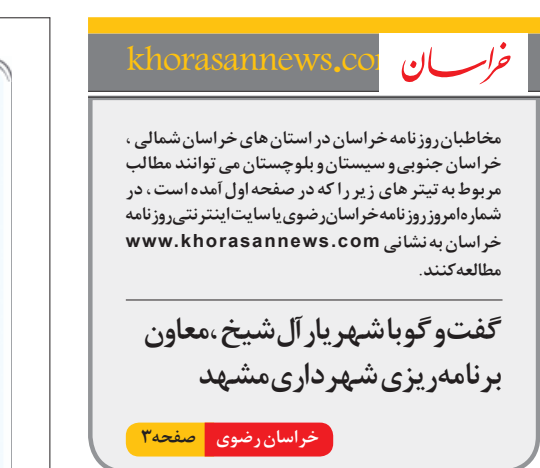 خراسان
khorasannews.co
مخاطبان روزنامه خراسان در استان های خراسان شمالی ،
خراسان جنوبی و سیستان و بلوچستان می توانند مطالب
مربوط به تیتر های زیر را که در صفحه اول آمده است ، در
شماره امروز روزنامه خراسان رضوی یا سایت اینترنتی روزنامه
خراسان به نشانی www.khorasannews.com
مطالعه کنند.
گفت و گو با شهریار آل شیخ ،معاون
برنامه ریزی شهرداری مشهد
خراسان رضوی صفحه۳